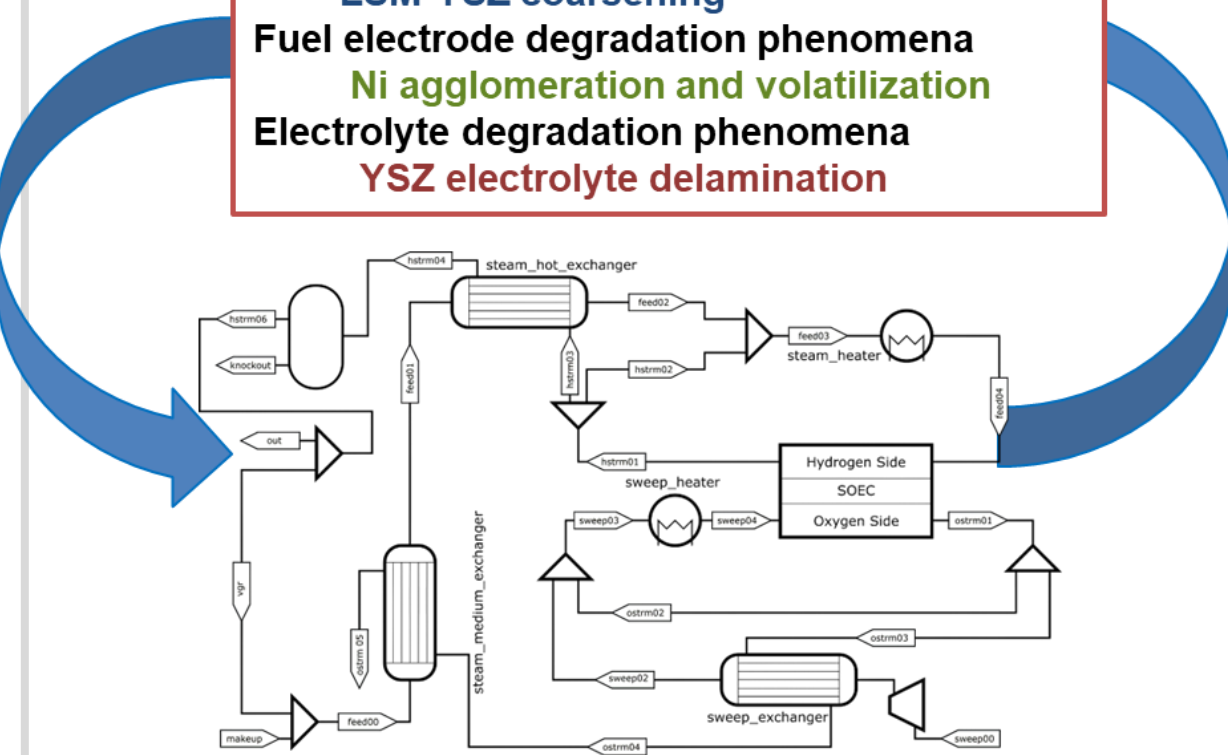 LSM-YSZ coarsening
Fuel electrode degradation phenomena
Ni agglomeration and volatilization
Electrolyte degradation phenomena
YSZ electrolyte delamination
hstrm04
steam_hot_exchanger
hstrm06
feed02
feed03
steam_heater
knockout
feed01
hstrm03
hstrm02
feed04
out
hstrm01
Hydrogen Side
sweep_heater
SOEC
sweep03
sweep04
Oxygen Side
ostrm01
steam_medium_exchanger
vgr
ostrm02
ostrm 05
ostrm03
sweep02
sweep_exchanger
feed00
makeup
ostrm04
sweep00